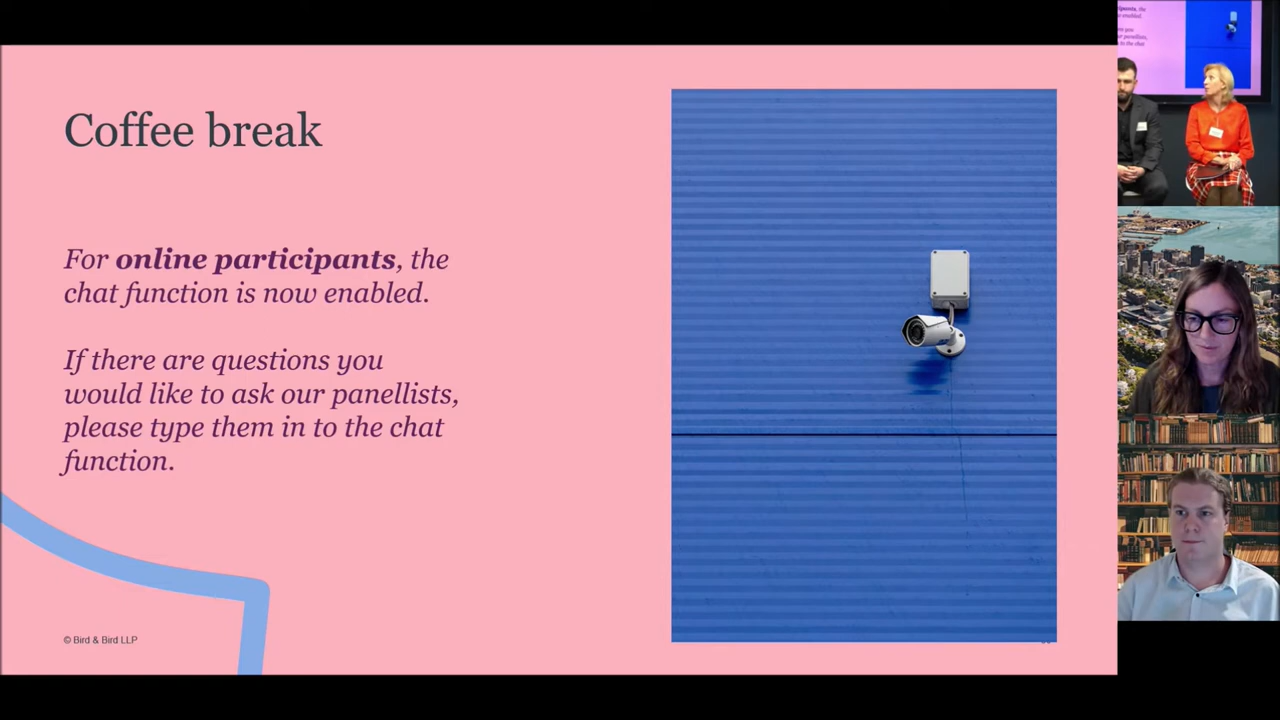 Coffee break
For online participants, the
chat function is now enabled.
If there are questions you
would like to ask our panellists,
please type them in to the chat
function.
© Bird & Bird LLP